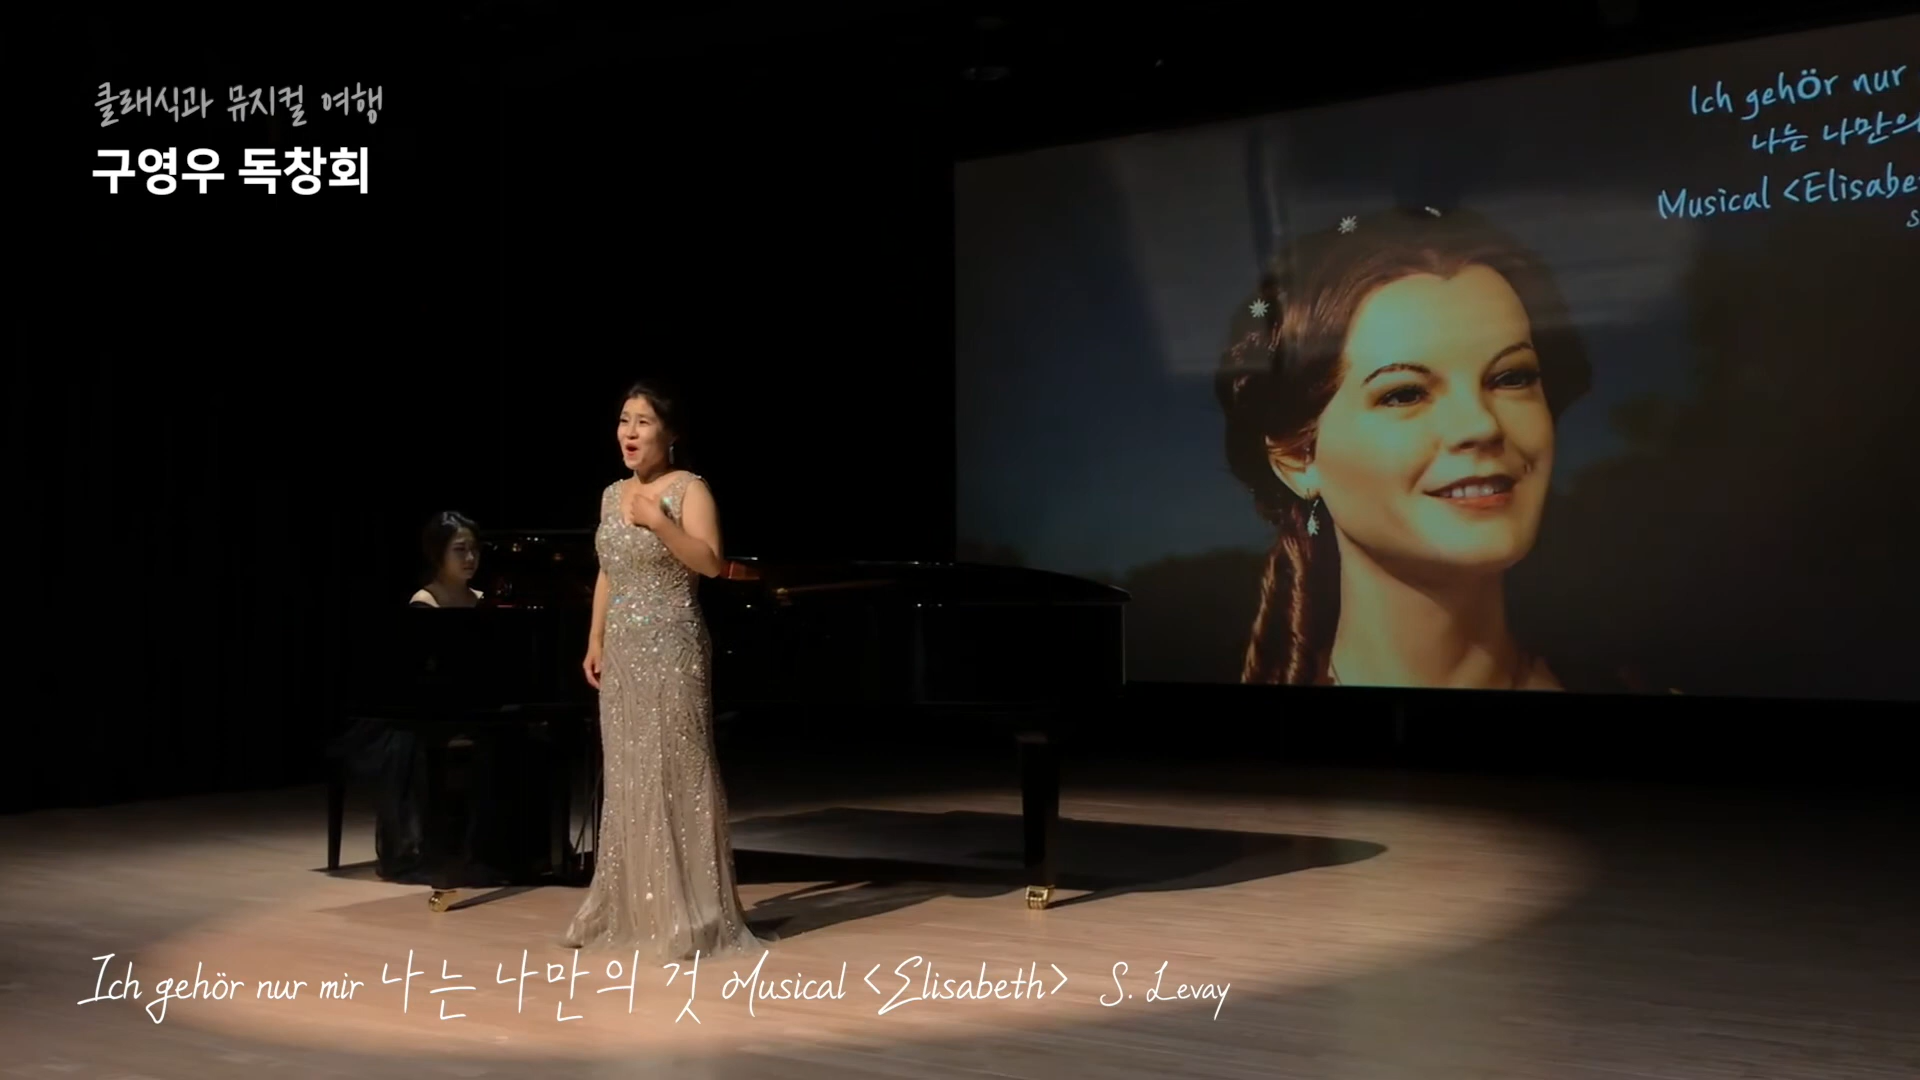 클래식과 뮤지컬 여행
구영우 독창회
Ich gehör nur
나는 나만의
Musical <Elisabe
S
Ich gehör nur mir 나는 나만의 것 Musical <Elisabeth> S. Levay